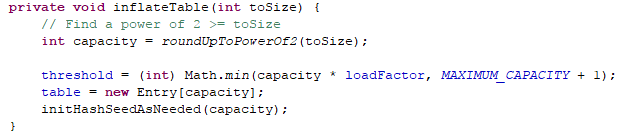 private void inflateTable(int toSize) {
// Find a power of 2 >= toSize
int capacity = roundUpToPowerOf2(toSize);
threshold = (int) Math.min(capacity * loadFactor, MAXIMUM_CAPACITY + 1);
table = new Entry[capacity];
initHashSeedAsNeeded(capacity);
}